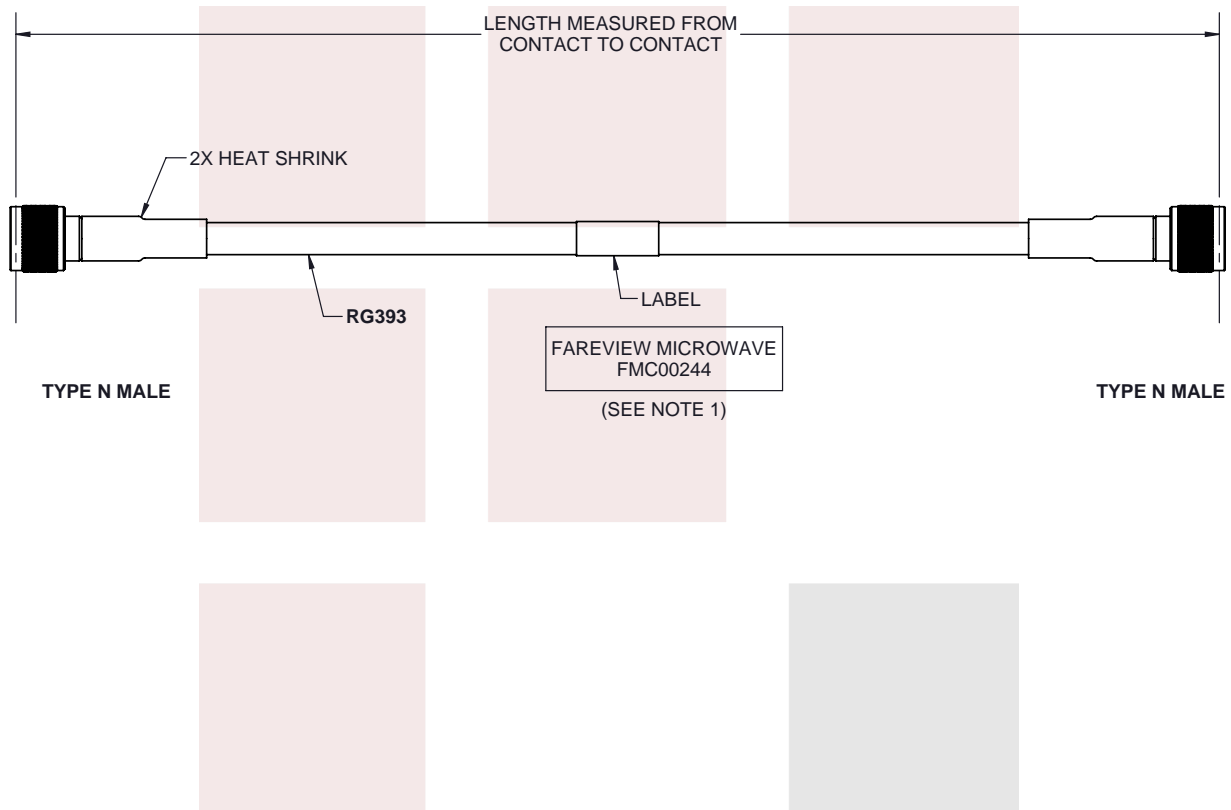 LENGTH MEASURED FROM
CONTACT TO CONTACT
2X HEAT SHRINK
LABEL
RG393
FAREVIEW MICROWAVE
FMC00244
(SEE NOTE 1)
TYPE N MALE
TYPE N MALE